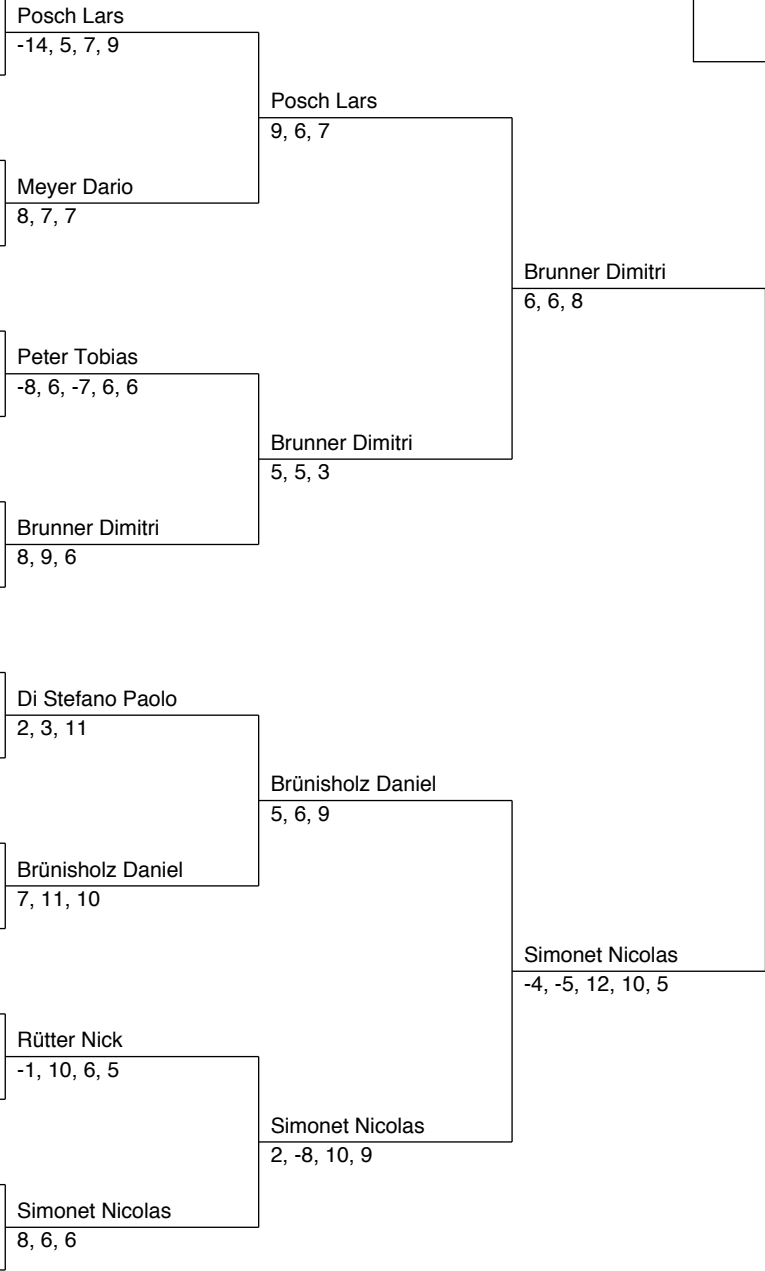 Posch Lars
-14, 5, 7, 9
Posch Lars
9, 6, 7
Meyer Dario
8, 7, 7
Brunner Dimitri
6, 6, 8
Peter Tobias
-8, 6, -7, 6, 6
Brunner Dimitri
5, 5, 3
Brunner Dimitri
8, 9, 6
Di Stefano Paolo
2, 3, 11
Brünisholz Daniel
5, 6, 9
Brünisholz Daniel
7, 11, 10
Simonet Nicolas
-4, -5, 12, 10, 5
Rütter Nick
-1, 10, 6, 5
Simonet Nicolas
2, -8, 10, 9
Simonet Nicolas
8, 6, 6